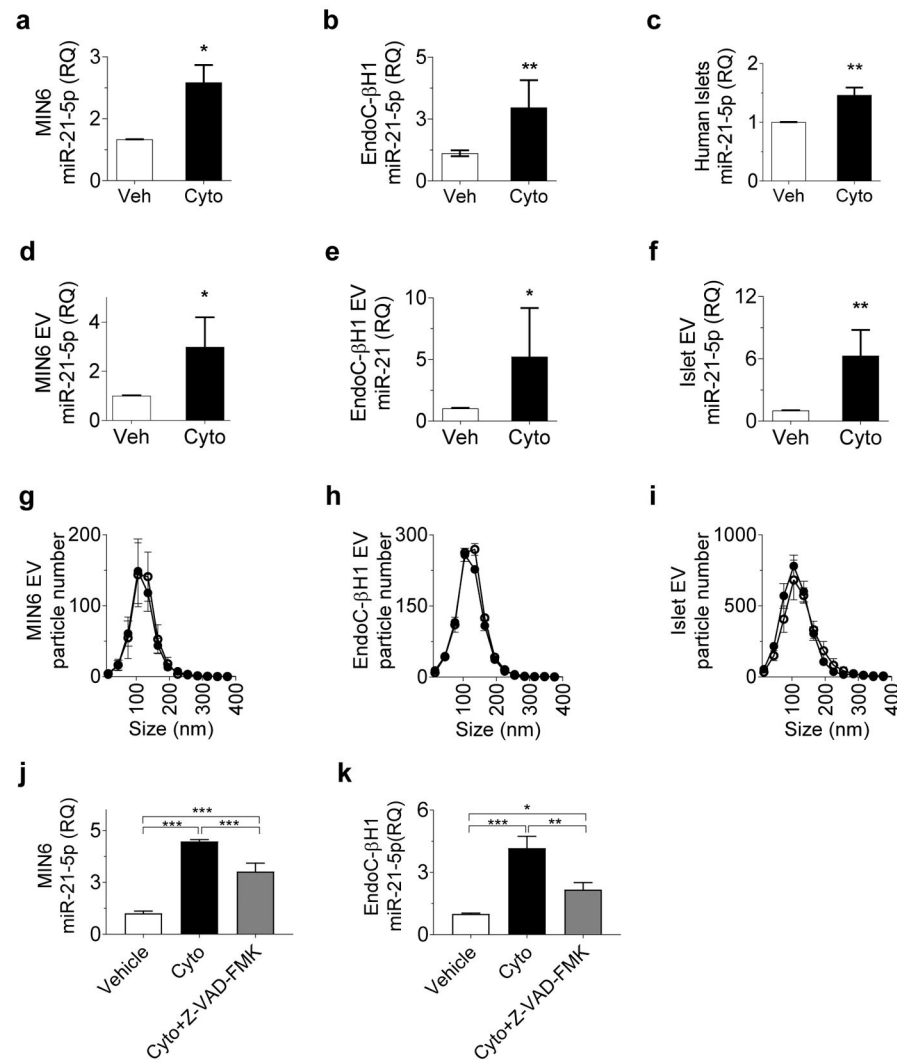 a
MIN6
miR-21-5p (RQ)
3
2
0
*
Veh
Cyto
b
EndoC-βH1
miR-21-5p (RQ)
5
3
0
**
Veh
Cyto
c
Human Islets
miR-21-5p (RQ)
2
1
0
**
Veh
Cyto
d
MIN6 EV
miR-21-5p (RQ)
4
2
0
*
Veh
Cyto
e
EndoC-βH1 EV
miR-21 (RQ)
10
5
0
*
Veh
Cyto
f
Islet EV
miR-21-5p (RQ)
12
6
0
**
Veh
Cyto
g
MIN6 EV
particle number
200
100
0
100
200
300
400
Size (nm)
h
EndoC-βH1 EV
particle number
300
150
0
100
200
300
400
Size (nm)
i
Islet EV
particle number
1000
500
0
100
200
300
400
Size (nm)
j
MIN6
miR-21-5p (RQ)
5
3
0
***
***
***
Vehicle
Cyto
Cyto+Z-VAD-FMK
k
EndoC-βH1
miR-21-5p(RQ)
6
3
0
*
***
**
Vehicle
Cyto
Cyto+Z-VAD-FMK